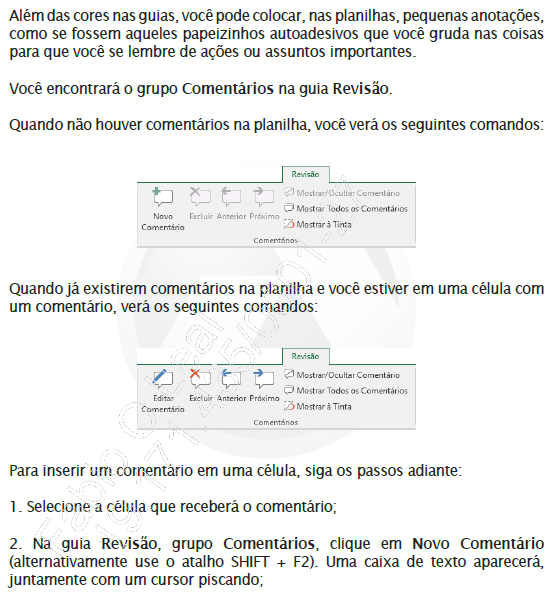 Além das cores nas guias, você pode colocar, nas planilhas, pequenas anotações,
como se fossem aqueles papeizinhos autoadesivos que você gruda nas coisas
para que você se lembre de ações ou assuntos importantes.
Você encontrará o grupo Comentários na guia Revisão.
Quando não houver comentários na planilha, você verá os seguintes comandos:
Revisão
Novo Comentário
Excluir
Anterior
Próximo
Mostrar/Ocultar Comentário
Mostrar Todos os Comentários
Mostrar à Tinta
Comentários
Quando já existirem comentários na planilha e você estiver em uma célula com
um comentário, verá os seguintes comandos:
Revisão
Editar Comentário
Excluir
Anterior
Próximo
Mostrar/Ocultar Comentário
Mostrar Todos os Comentários
Mostrar à Tinta
Comentários
Para inserir um comentário em uma célula, siga os passos adiante:
1. Selecione a célula que receberá o comentário;
2. Na guia Revisão, grupo Comentários, clique em Novo Comentário
(alternativamente use o atalho SHIFT + F2). Uma caixa de texto aparecerá,
juntamente com um cursor piscando;